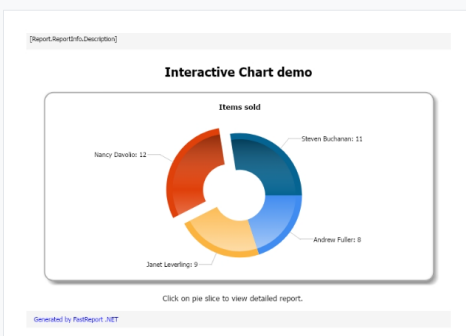 [Report.ReportInfo.Description]
Interactive Chart demo
Items sold
Steven Buchanan: 11
Nancy Davolio: 12
Andrew Fuller: 8
Janet Leverling: 9
Click on pie slice to view detailed report.
Generated by FastReport .NET